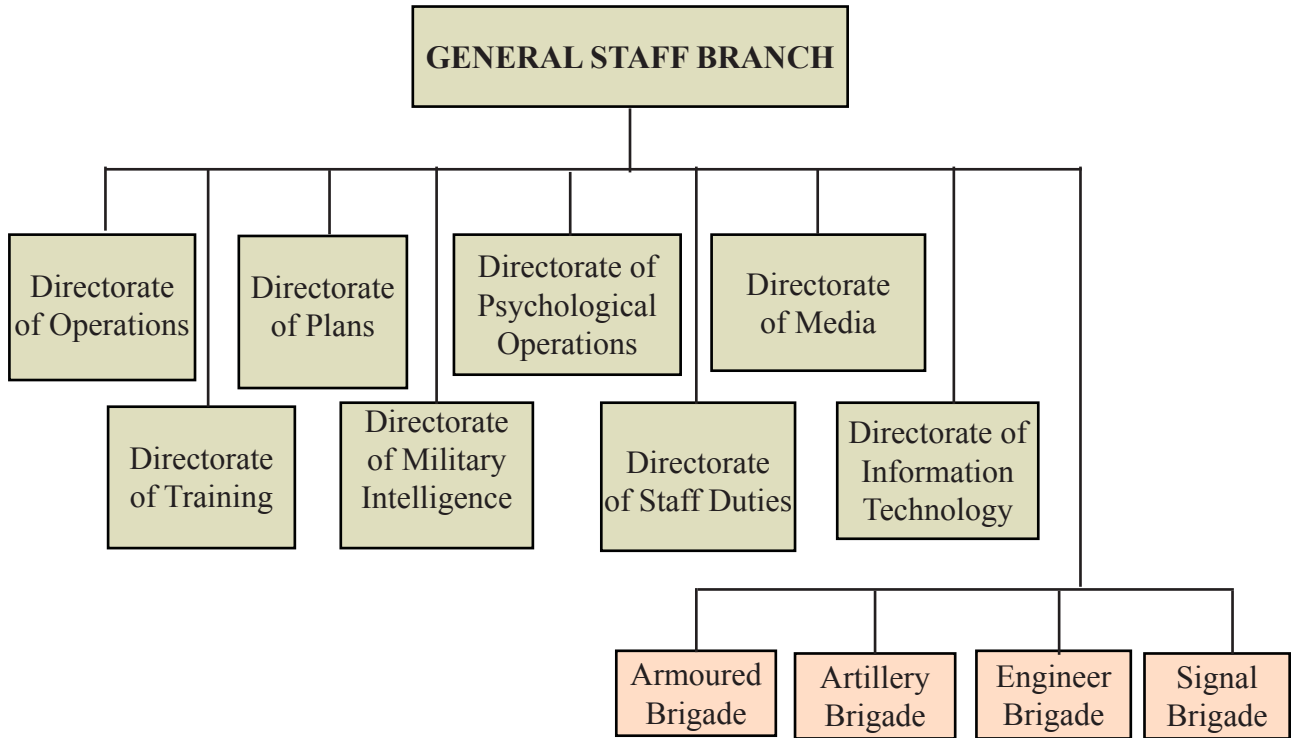 GENERAL STAFF BRANCH
Directorate
of Operations
Directorate
of Plans
Directorate of
Psychological
Operations
Directorate
of Media
Directorate
of Training
Directorate
of Military
Intelligence
Directorate
of Staff Duties
Directorate of
Information
Technology
Armoured
Brigade
Artillery
Brigade
Engineer
Brigade
Signal
Brigade